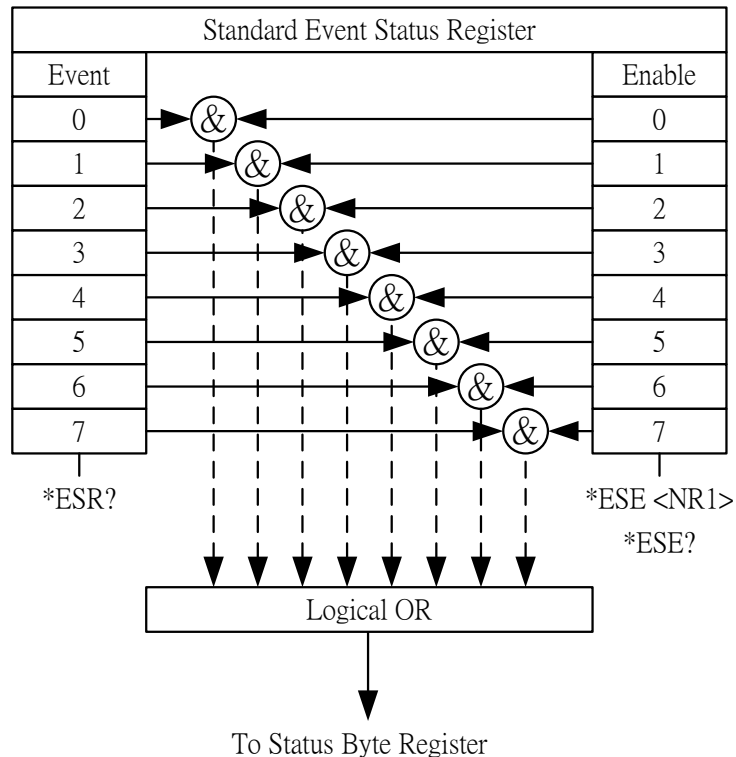 Standard Event Status Register
Event Enable
0 & 0
1 & 1
2 & 2
3 & 3
4 & 4
5 & 5
6 & 6
7 & 7
*ESR? *ESE <NR1>
*ESE?
Logical OR
To Status Byte Register